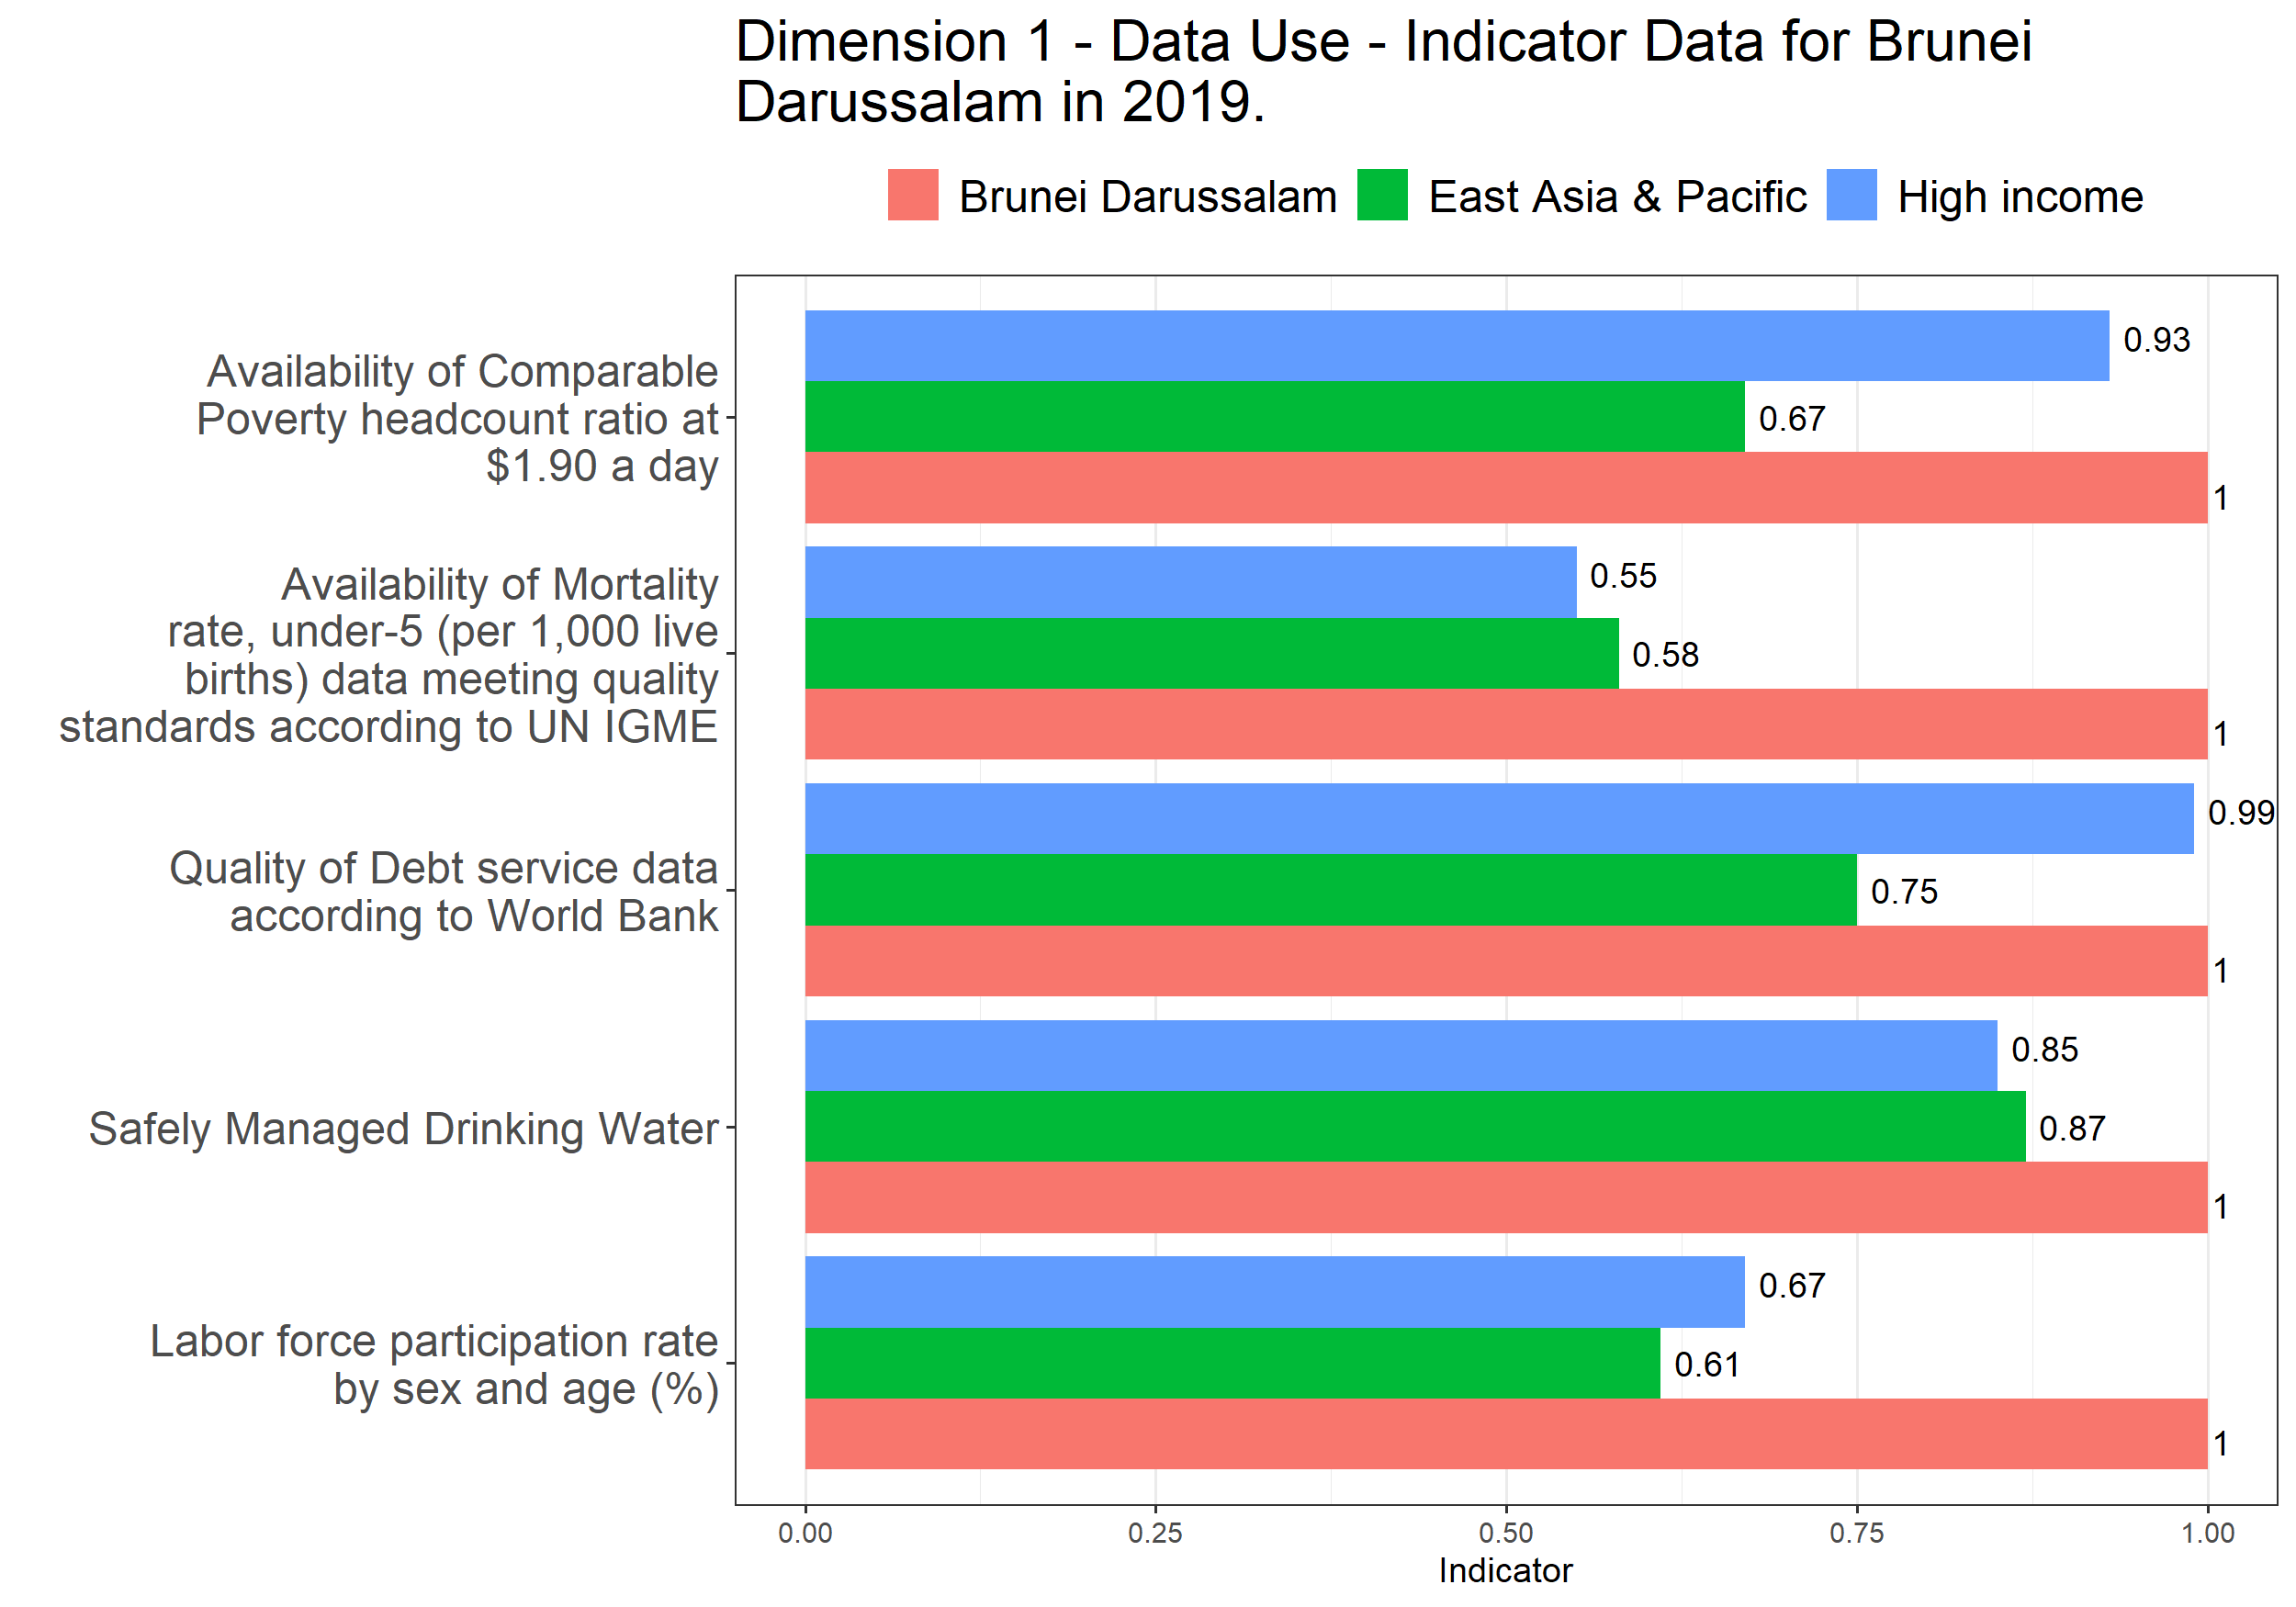 Dimension 1 - Data Use - Indicator Data for Brunei
Darussalam in 2019.
Brunei Darussalam
East Asia & Pacific
High income
Availability of Comparable
Poverty headcount ratio at
$1.90 a day
0.93
0.67
1
Availability of Mortality
rate, under-5 (per 1,000 live
births) data meeting quality
standards according to UN IGME
0.55
0.58
1
Quality of Debt service data
according to World Bank
0.99
0.75
1
Safely Managed Drinking Water
0.85
0.87
1
Labor force participation rate
by sex and age (%)
0.67
0.61
1
0.00
0.25
0.50
0.75
1.00
Indicator